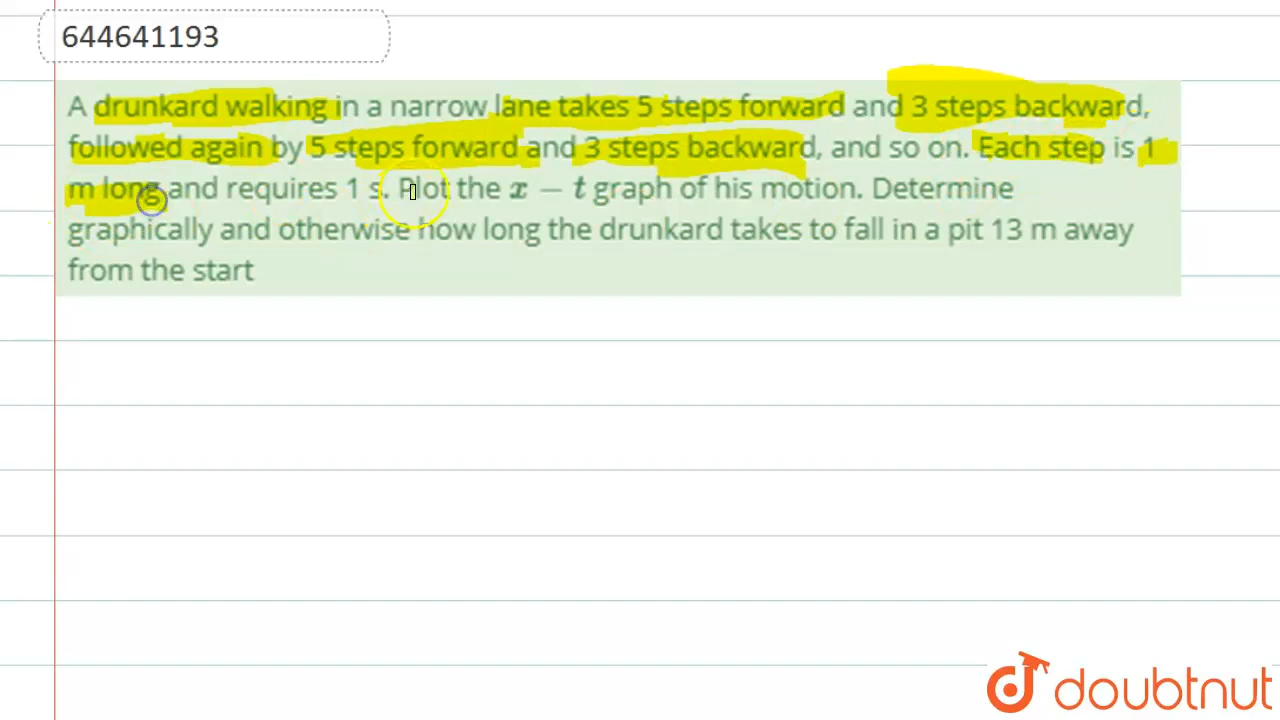 644641193
A drunkard walking in a narrow lane takes 5 steps forward and 3 steps backward,
followed again by 5 steps forward and 3 steps backward, and so on. Each step is 1
m long and requires 1 s. Plot the x − t graph of his motion. Determine
graphically and otherwise how long the drunkard takes to fall in a pit 13 m away
from the start
doubtnut